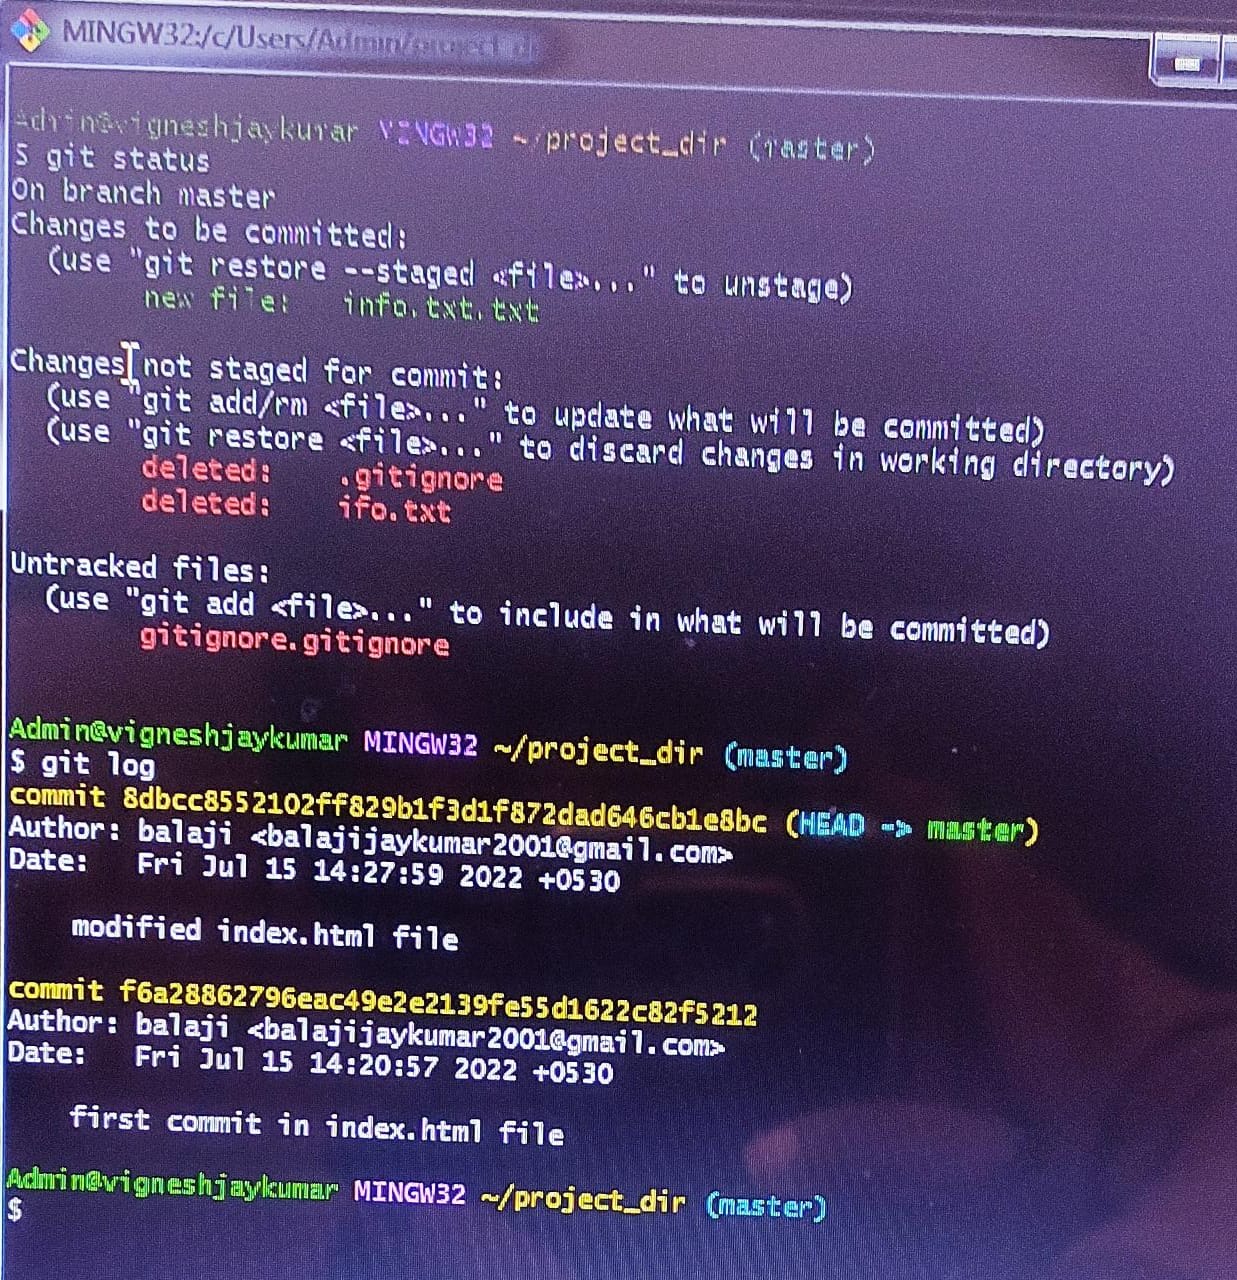 MINGW32:/c/Users/Admin/project_di
Admin@vigneshjaykumar MINGW32 ~/project_dir (master)
$ git status
On branch master
Changes to be committed:
(use "git restore --staged <file>..." to unstage)
new file: info.txt.txt
Changes not staged for commit:
(use "git add/rm <file>..." to update what will be committed)
(use "git restore <file>..." to discard changes in working directory)
deleted: .gitignore
deleted: ifo.txt
Untracked files:
(use "git add <file>..." to include in what will be committed)
gitignore.gitignore
Admin@vigneshjaykumar MINGW32 ~/project_dir (master)
$ git log
commit 8dbcc8552102ff829b1f3d1f872dad646cb1e8bc (HEAD -> master)
Author: balaji <balajijaykumar2001@gmail.com>
Date: Fri Jul 15 14:27:59 2022 +0530
modified index.html file
commit f6a28862796eac49e2e2139fe55d1622c82f5212
Author: balaji <balajijaykumar2001@gmail.com>
Date: Fri Jul 15 14:20:57 2022 +0530
first commit in index.html file
Admin@vigneshjaykumar MINGW32 ~/project_dir (master)
$